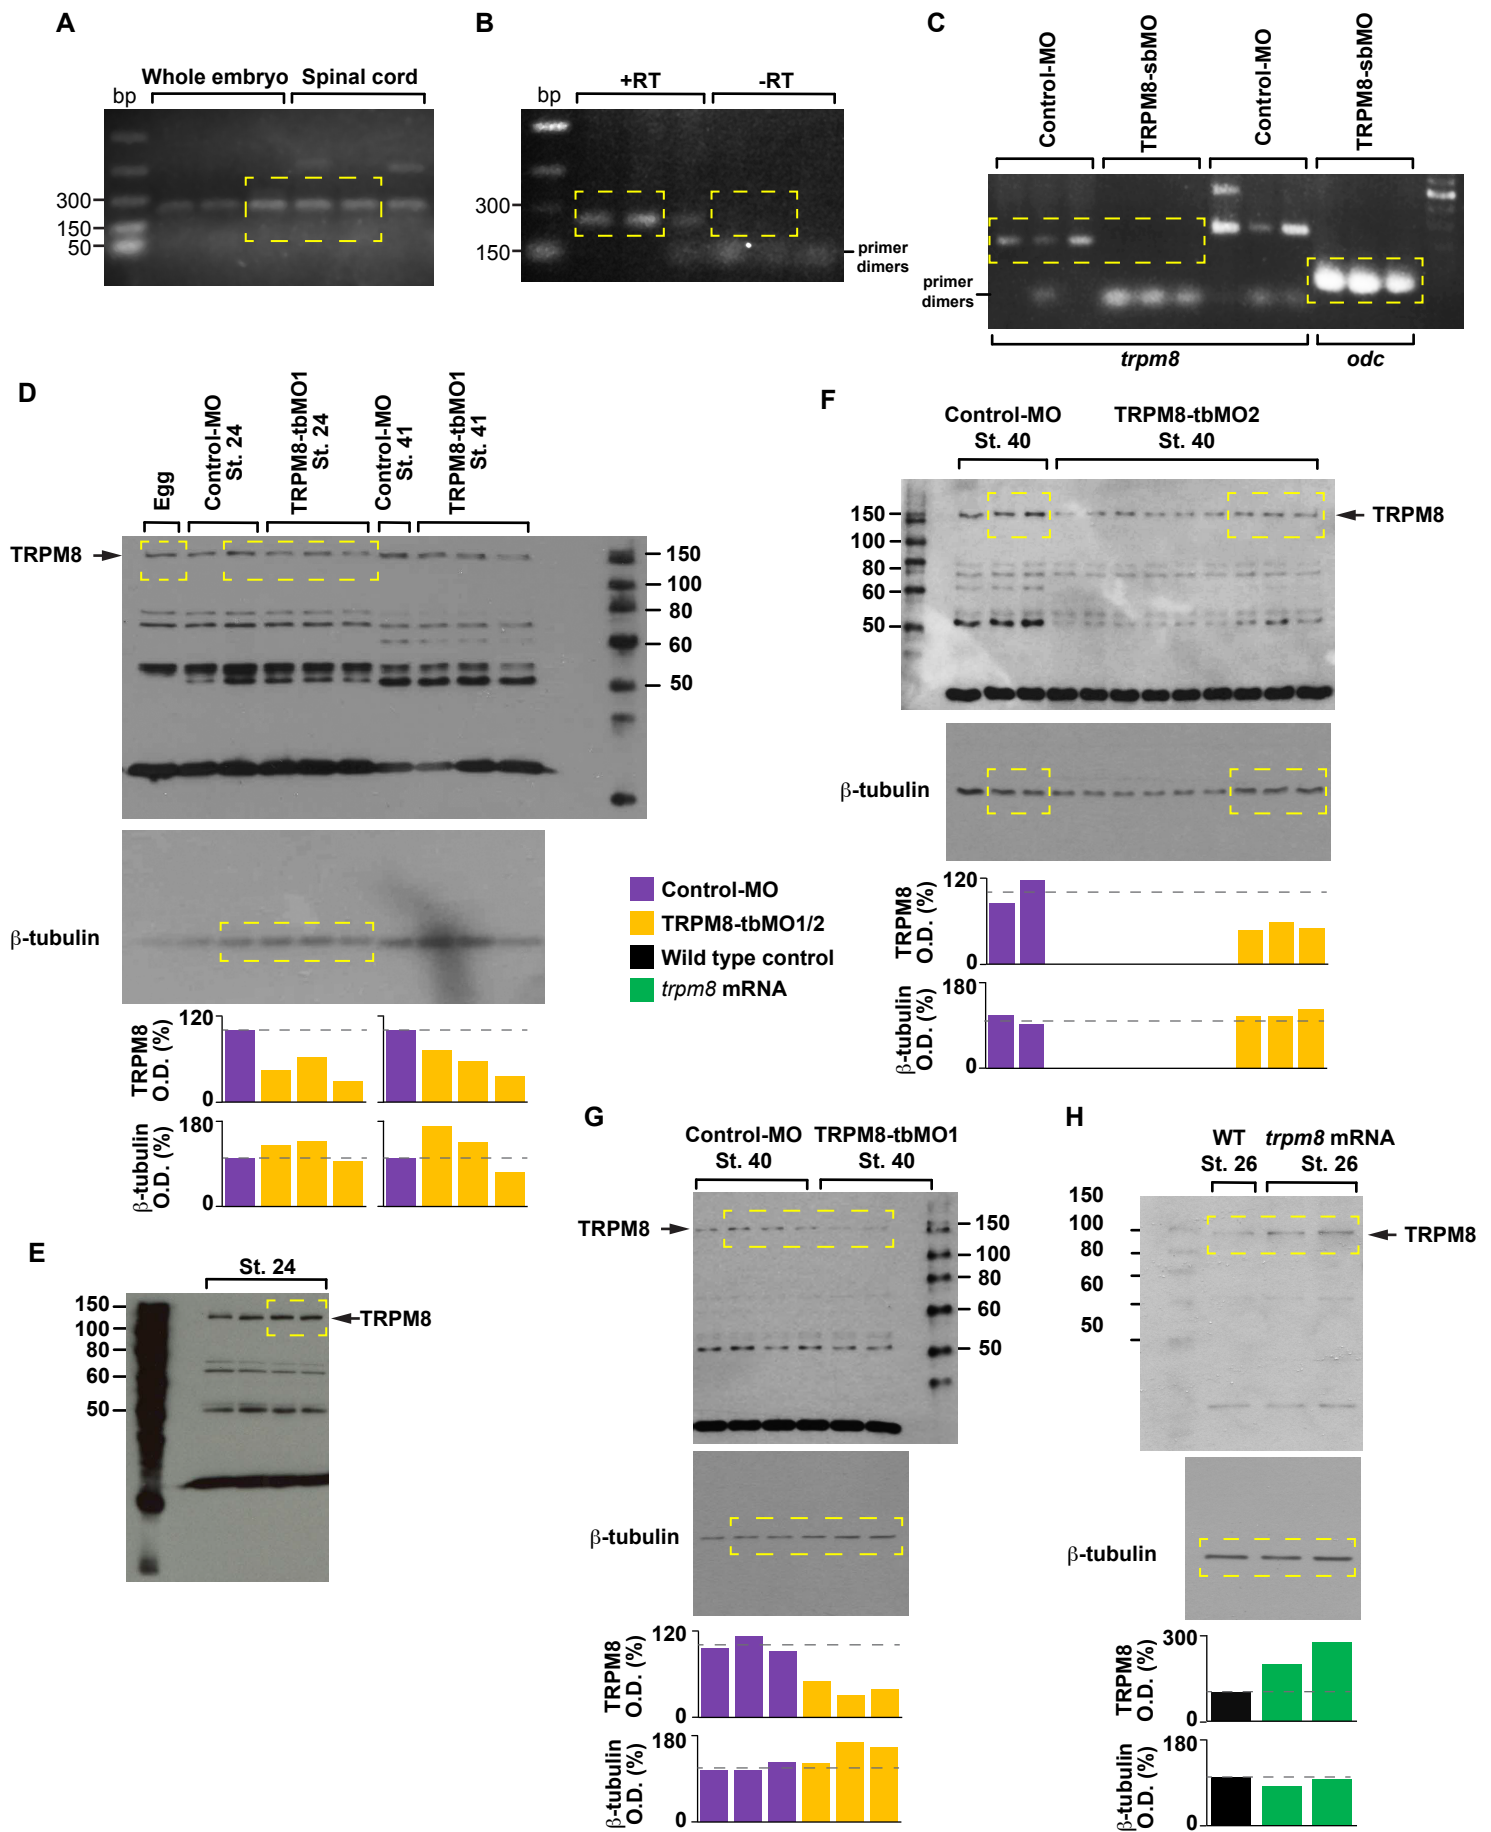 A
Whole embryo Spinal cord
bp
300
150
50
B
+RT -RT
bp
300
150
primer
dimers
C
Control-MO
TRPM8-sbMO
Control-MO
TRPM8-sbMO
primer
dimers
trpm8
odc
D
Egg
Control-MO
St. 24
TRPM8-tbMO1
St. 24
Control-MO
St. 41
TRPM8-tbMO1
St. 41
TRPM8
150
100
80
60
50
β-tubulin
120
TRPM8
O.D. (%)
0
180
β-tubulin
O.D. (%)
0
Control-MO
TRPM8-tbMO1/2
Wild type control
trpm8 mRNA
E
St. 24
150
100
80
60
50
TRPM8
F
Control-MO TRPM8-tbMO2
St. 40 St. 40
150
100
80
60
50
TRPM8
β-tubulin
120
TRPM8
O.D. (%)
0
180
β-tubulin
O.D. (%)
0
G
Control-MO TRPM8-tbMO1
St. 40 St. 40
TRPM8
150
100
80
60
50
β-tubulin
120
TRPM8
O.D. (%)
0
180
β-tubulin
O.D. (%)
0
H
WT trpm8 mRNA
St. 26 St. 26
150
100
80
60
50
TRPM8
β-tubulin
300
TRPM8
O.D. (%)
0
180
β-tubulin
O.D. (%)
0